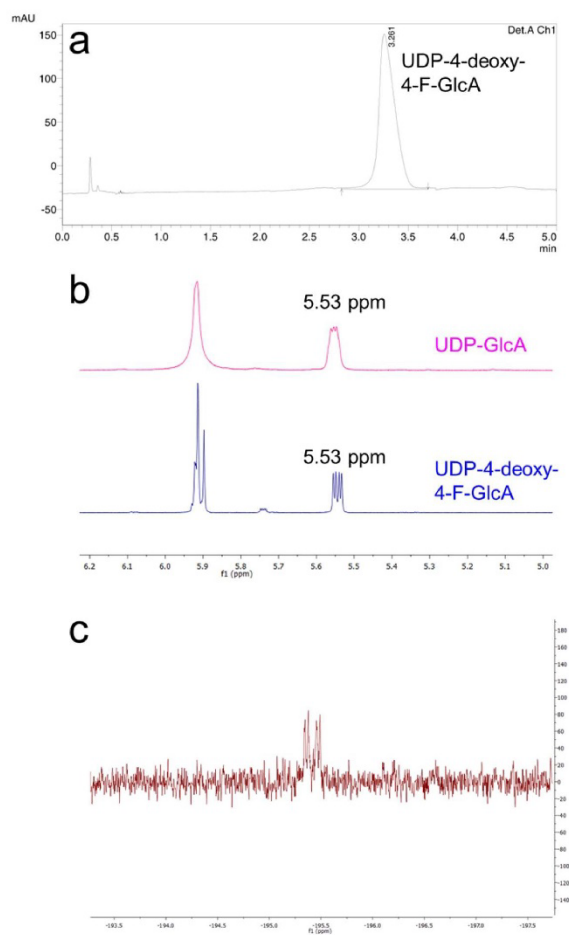 a
mAU
Det.A Ch1
3.261
UDP-4-deoxy-
4-F-GlcA
150
100
50
0
-50
0.0 0.5 1.0 1.5 2.0 2.5 3.0 3.5 4.0 4.5 5.0
min
b
5.53 ppm
UDP-GlcA
5.53 ppm
UDP-4-deoxy-
4-F-GlcA
6.2 6.1 6.0 5.9 5.8 5.7 5.6 5.5 5.4 5.3 5.2 5.1 5.0
f1 (ppm)
c
180
160
140
120
100
80
60
40
20
0
-20
-40
-60
-80
-100
-120
-140
-193.5 -194.0 -194.5 -195.0 -195.5 -196.0 -196.5 -197.0 -197.5
f1 (ppm)